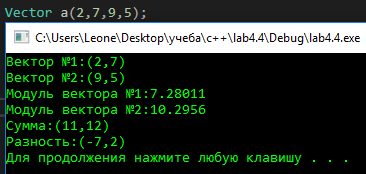 Vector a(2,7,9,5);
C:\Users\Leone\Desktop\учеба\c++\lab4.4\Debug\lab4.4.exe
Вектор №1:(2,7)
Вектор №2:(9,5)
Модуль вектора №1:7.28011
Модуль вектора №2:10.2956
Сумма:(11,12)
Разность:(-7,2)
Для продолжения нажмите любую клавишу . . .